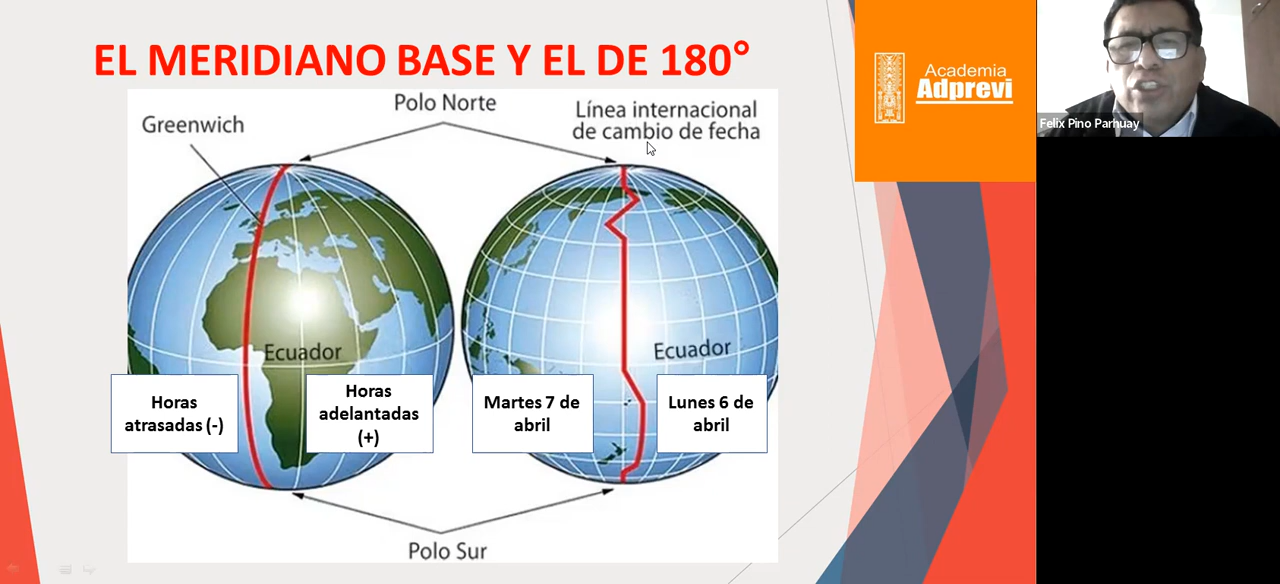 EL MERIDIANO BASE Y EL DE 180°
Academia
Adprevi
Felix Pino Parhuay
Polo Norte
Greenwich
Línea internacional
de cambio de fecha
Ecuador
Ecuador
Horas
atrasadas (-)
Horas
adelantadas
(+)
Martes 7 de
abril
Lunes 6 de
abril
Polo Sur